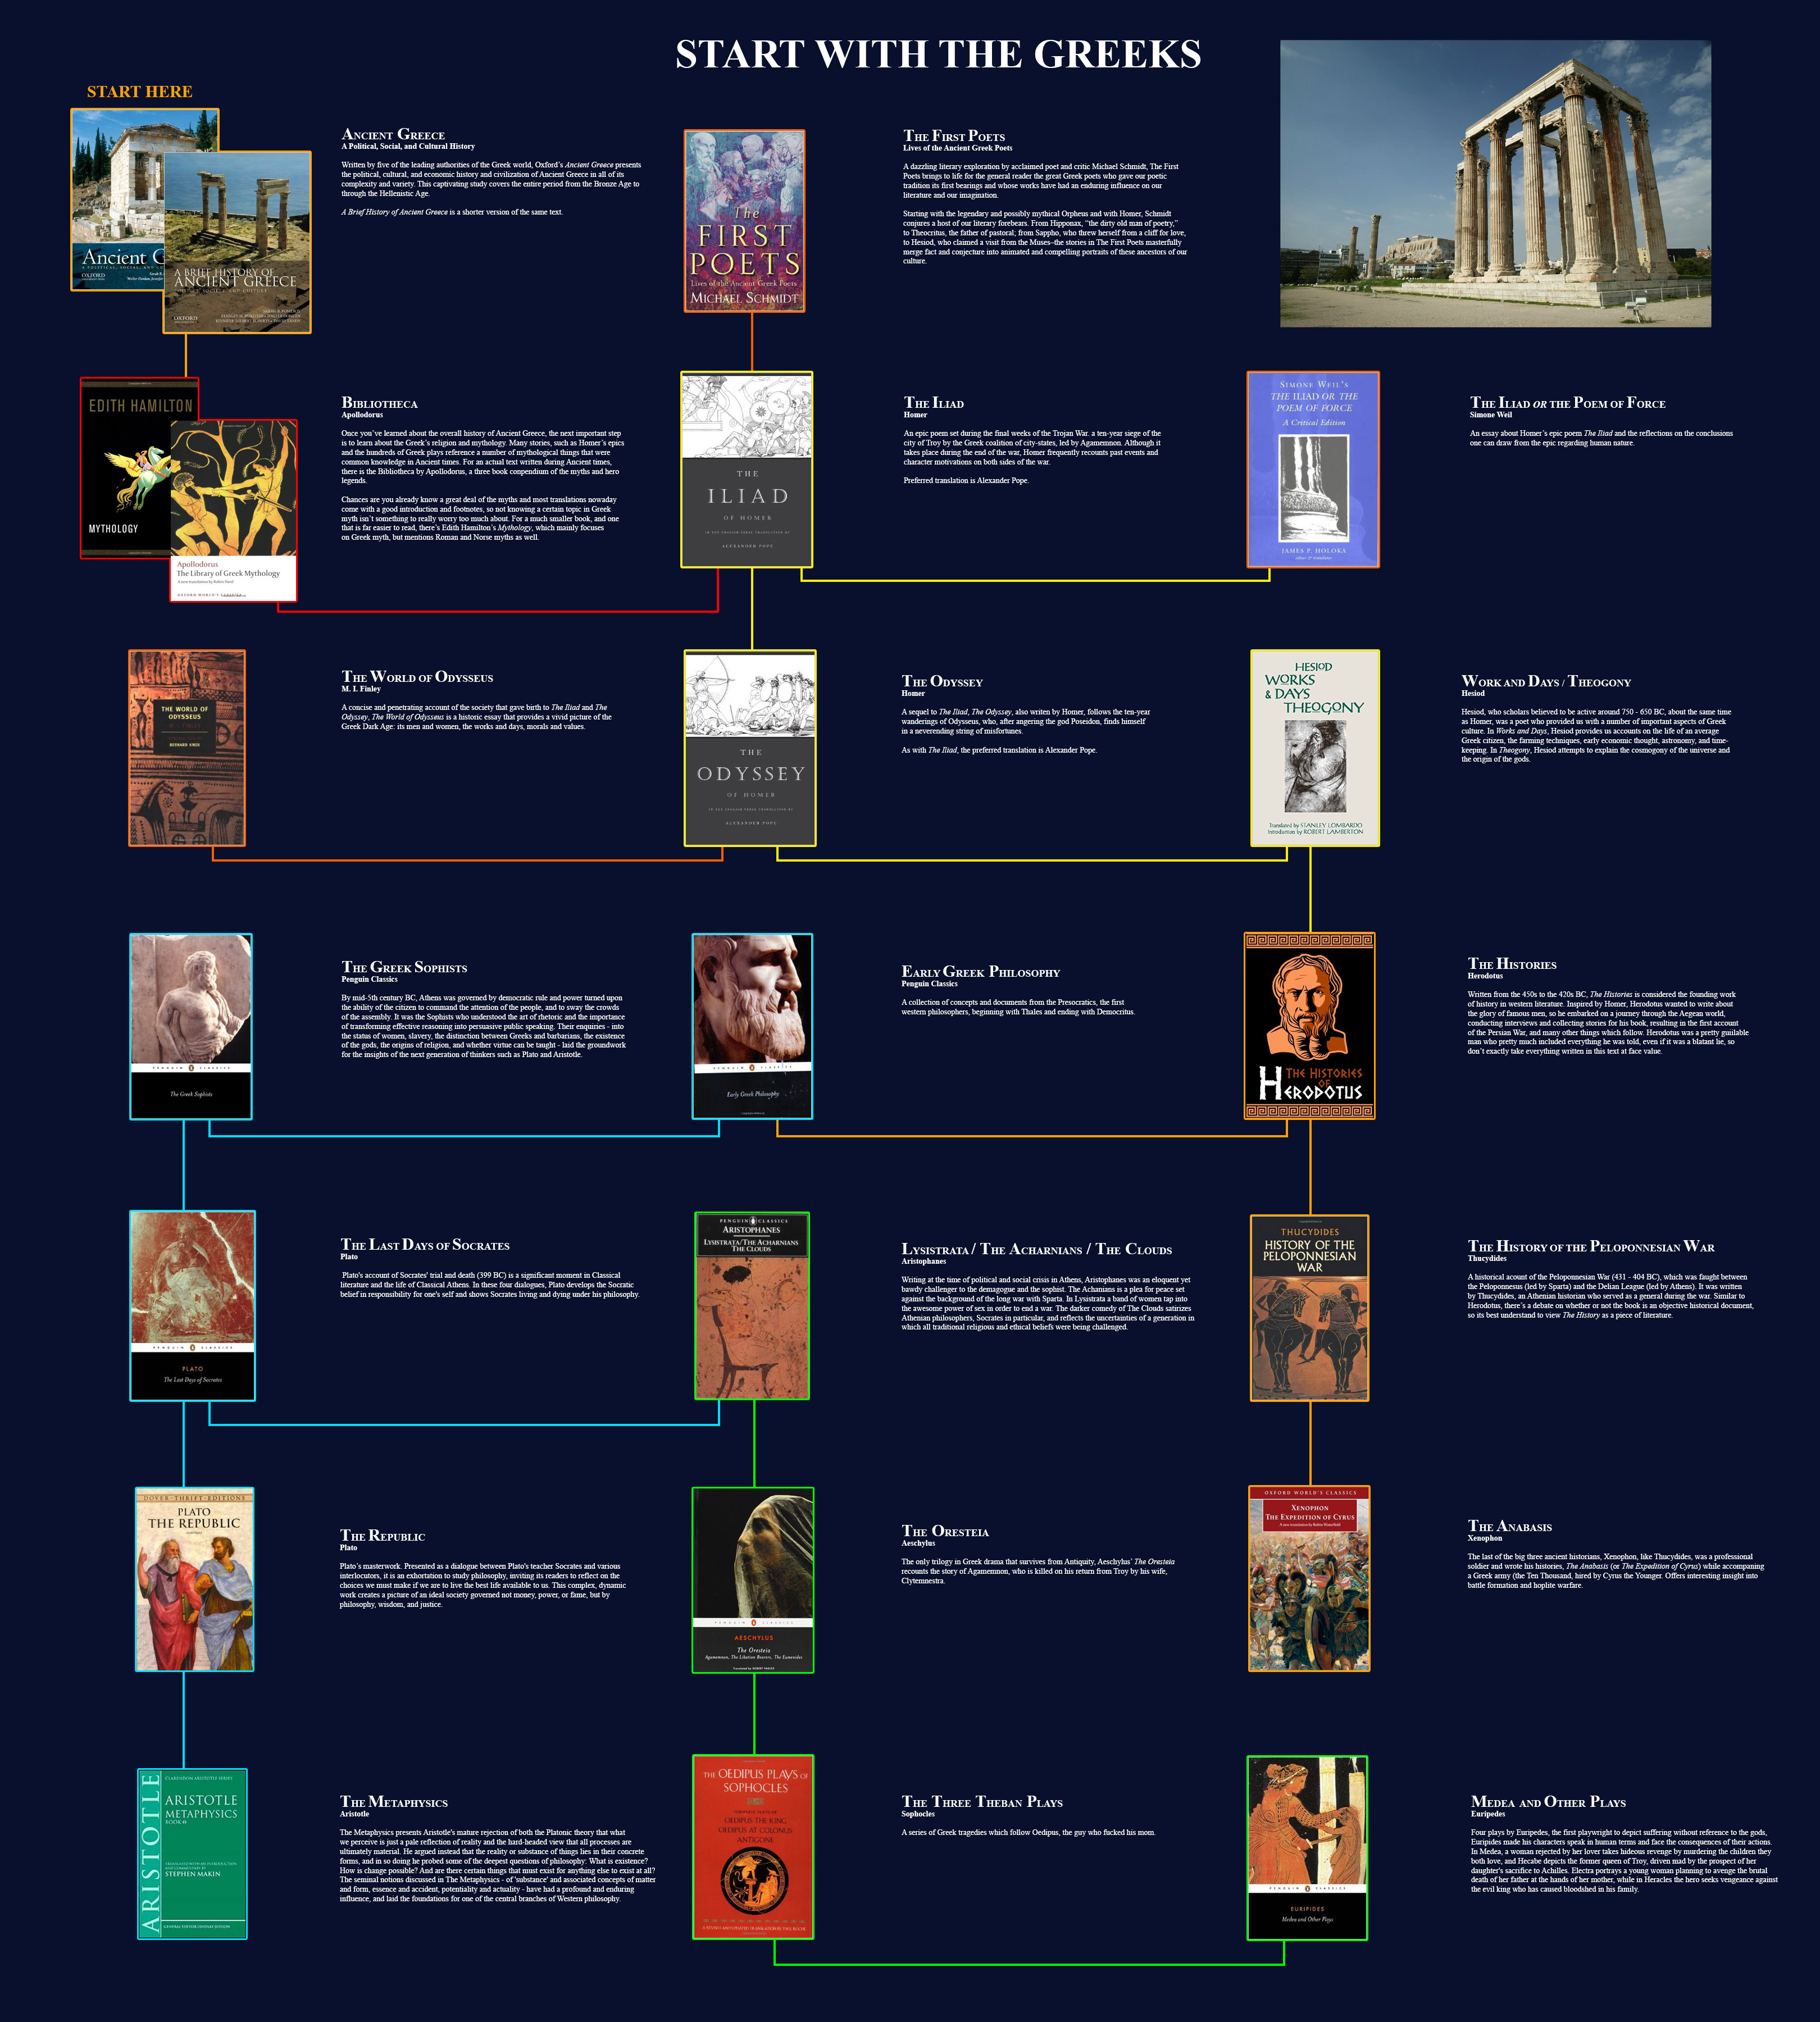 START WITH THE GREEKS
START HERE
Ancient G
OXFORD
A BRIEF HISTORY OF
ANCIENT GREECE
OXFORD
ANCIENT GREECE
A Political, Social, and Cultural History
Written by five of the leading authorities of the Greek world, Oxford's Ancient Greece presents
the political, cultural, and economic history and civilization of Ancient Greece in all of its
complexity and variety. This captivating study covers the entire period from the Bronze Age to
through the Hellenistic Age.
A Brief History of Ancient Greece is a shorter version of the same text.
The
FIRST
POETS
Lives of the Ancient Greek Poets
MICHAEL SCHMIDT
THE FIRST POETS
Lives of the Ancient Greek Poets
A dazzling literary exploration by acclaimed poet and critic Michael Schmidt, The First
Poets brings to life for the general reader the great Greek poets who gave our poetic
tradition its first bearings and whose works have had an enduring influence on our
literature and our imagination.
Starting with the legendary and possibly mythical Orpheus and with Homer, Schmidt
conjures a host of our literary forebears. From Hipponax, "the dirty old man of poetry,"
to Theocritus, the father of pastoral; from Sappho, who threw herself from a cliff for love,
to Hesiod, who claimed a visit from the Muses–the stories in The First Poets masterfully
merge fact and conjecture into animated and compelling portraits of these ancestors of our
culture.
EDITH HAMILTON
MYTHOLOGY
Apollodorus
The Library of Greek Mythology
A new translation by Robin Hard
OXFORD WORLD'S CLASSICS
BIBLIOTHECA
Apollodorus
Once you've learned about the overall history of Ancient Greece, the next important step
is to learn about the Greek's religion and mythology. Many stories, such as Homer's epics
and the hundreds of Greek plays reference a number of mythological things that were
common knowledge in Ancient times. For an actual text written during Ancient times,
there is the Bibliotheca by Apollodorus, a three book conpendium of the myths and hero
legends.
Chances are you already know a great deal of the myths and most translations nowaday
come with a good introduction and footnotes, so not knowing a certain topic in Greek
myth isn't something to really worry too much about. For a much smaller book, and one
that is far easier to read, there's Edith Hamilton's Mythology, which mainly focuses
on Greek myth, but mentions Roman and Norse myths as well.
THE
ILIAD
OF HOMER
IN THE ENGLISH VERSE TRANSLATION BY
ALEXANDER POPE
THE ILIAD
Homer
An epic poem set during the final weeks of the Trojan War. a ten-year siege of the
city of Troy by the Greek coalition of city-states, led by Agamemnon. Although it
takes place during the end of the war, Homer frequently recounts past events and
character motivations on both sides of the war.
Preferred translation is Alexander Pope.
SIMONE WEIL'S
THE ILIAD OR THE
POEM OF FORCE
A Critical Edition
JAMES P. HOLOKA
editor & translator
THE ILIAD OR THE POEM OF FORCE
Simone Weil
An essay about Homer's epic poem The Iliad and the reflections on the conclusions
one can draw from the epic regarding human nature.
THE WORLD OF
ODYSSEUS
BERNARD KNOX
THE WORLD OF ODYSSEUS
M. I. Finley
A concise and penetrating account of the society that gave birth to The Iliad and The
Odyssey, The World of Odysseus is a historic essay that provides a vivid picture of the
Greek Dark Age: its men and women, the works and days, morals and values.
THE
ODYSSEY
OF HOMER
IN THE ENGLISH VERSE TRANSLATION BY
ALEXANDER POPE
THE ODYSSEY
Homer
A sequel to The Iliad, The Odyssey, also writen by Homer, follows the ten-year
wanderings of Odysseus, who, after angering the god Poseidon, finds himself
in a neverending string of misfortunes.
As with The Iliad, the preferred translation is Alexander Pope.
HESIOD
WORKS
& DAYS
THEOGONY
Translated by STANLEY LOMBARDO
Introduction by ROBERT LAMBERTON
WORK AND DAYS / THEOGONY
Hesiod
Hesiod, who scholars believed to be active around 750 - 650 BC, about the same time
as Homer, was a poet who provided us with a number of important aspects of Greek
culture. In Works and Days, Hesiod provides us accounts on the life of an average
Greek citizen, the farming techniques, early economic thought, astronomy, and time-
keeping. In Theogony, Hesiod attempts to explain the cosmogony of the universe and
the origin of the gods.
PENGUIN CLASSICS
The Greek Sophists
THE GREEK SOPHISTS
Penguin Classics
By mid-5th century BC, Athens was governed by democratic rule and power turned upon
the ability of the citizen to command the attention of the people, and to sway the crowds
of the assembly. It was the Sophists who understood the art of rhetoric and the importance
of transforming effective reasoning into persuasive public speaking. Their enquiries - into
the status of women, slavery, the distinction between Greeks and barbarians, the existence
of the gods, the origins of religion, and whether virtue can be taught - laid the groundwork
for the insights of the next generation of thinkers such as Plato and Aristotle.
PENGUIN CLASSICS
Early Greek Philosophy
EARLY GREEK PHILOSOPHY
Penguin Classics
A collection of concepts and documents from the Presocratics, the first
western philosophers, beginning with Thales and ending with Democritus.
THE HISTORIES
OF
HERODOTUS
THE HISTORIES
Herodotus
Written from the 450s to the 420s BC, The Histories is considered the founding work
of history in western literature. Inspired by Homer, Herodotus wanted to write about
the glory of famous men, so he embarked on a journey through the Aegean world,
conducting interviews and collecting stories for his book, resulting in the first account
of the Persian War, and many other things which follow. Herodotus was a pretty guilable
man who pretty much included everything he was told, even if it was a blatant lie, so
don't exactly take everything written in this text at face value.
PENGUIN CLASSICS
PLATO
The Last Days of Socrates
THE LAST DAYS OF SOCRATES
Plato
Plato's account of Socrates' trial and death (399 BC) is a significant moment in Classical
literature and the life of Classical Athens. In these four dialogues, Plato develops the Socratic
belief in responsibility for one's self and shows Socrates living and dying under his philosophy.
PENGUIN CLASSICS
ARISTOPHANES
LYSISTRATA/THE ACHARNIANS
THE CLOUDS
LYSISTRATA / THE ACHARNIANS / THE CLOUDS
Aristophanes
Writing at the time of political and social crisis in Athens, Aristophanes was an eloquent yet
bawdy challenger to the demagogue and the sophist. The Achanians is a plea for peace set
against the background of the long war with Sparta. In Lysistrata a band of women tap into
the awesome power of sex in order to end a war. The darker comedy of The Clouds satirizes
Athenian philosophers, Socrates in particular, and reflects the uncertainties of a generation in
which all traditional religious and ethical beliefs were being challenged.
THUCYDIDES
HISTORY OF THE
PELOPONNESIAN
WAR
THE HISTORY OF THE PELOPONNESIAN WAR
Thucydides
A historical acount of the Peloponnesian War (431 - 404 BC), which was faught between
the Peloponnesus (led by Sparta) and the Delian League (led by Athens). It was written
by Thucydides, an Athenian historian who served as a general during the war. Similar to
Herodotus, there's a debate on whether or not the book is an objective historical document,
so its best understand to view The History as a piece of literature.
DOVER · THRIFT · EDITIONS
PLATO
THE REPUBLIC
THE REPUBLIC
Plato
Plato's masterwork. Presented as a dialogue between Plato's teacher Socrates and various
interlocutors, it is an exhortation to study philosophy, inviting its readers to reflect on the
choices we must make if we are to live the best life available to us. This complex, dynamic
work creates a picture of an ideal society governed not money, power, or fame, but by
philosophy, wisdom, and justice.
PENGUIN CLASSICS
AESCHYLUS
The Oresteia
Agamemnon, The Libation Bearers, The Eumenides
Translated by ROBERT FAGLES
THE ORESTEIA
Aeschylus
The only trilogy in Greek drama that survives from Antiquity, Aeschylus' The Oresteia
recounts the story of Agamemnon, who is killed on his return from Troy by his wife,
Clytemnestra.
OXFORD WORLD'S CLASSICS
XENOPHON
THE EXPEDITION OF CYRUS
A new translation by Robin Waterfield
THE ANABASIS
Xenophon
The last of the big three ancient historians, Xenophon, like Thucydides, was a professional
soldier and wrote his histories, The Anabasis (or The Expedition of Cyrus) while accompaning
a Greek army (the Ten Thousand, hired by Cyrus the Younger. Offers interesting insight into
battle formation and hoplite warfare.
ARISTOTLE
CLARENDON ARISTOTLE SERIES
ARISTOTLE
METAPHYSICS
BOOK Θ
TRANSLATED WITH AN INTRODUCTION
AND COMMENTARY BY
STEPHEN MAKIN
GENERAL EDITOR LINDSAY JUDSON
THE METAPHYSICS
Aristotle
The Metaphysics presents Aristotle's mature rejection of both the Platonic theory that what
we perceive is just a pale reflection of reality and the hard-headed view that all processes are
ultimately material. He argued instead that the reality or substance of things lies in their concrete
forms, and in so doing he probed some of the deepest questions of philosophy: What is existence?
How is change possible? And are there certain things that must exist for anything else to exist at all?
The seminal notions discussed in The Metaphysics - of 'substance' and associated concepts of matter
and form, essence and accident, potentiality and actuality - have had a profound and enduring
influence, and laid the foundations for one of the central branches of Western philosophy.
THE OEDIPUS PLAYS OF
SOPHOCLES
OEDIPUS THE KING
OEDIPUS AT COLONUS
ANTIGONE
THE THREE THEBAN PLAYS
Sophocles
A series of Greek tragedies which follow Oedipus, the guy who fucked his mom.
PENGUIN CLASSICS
EURIPIDES
Medea and Other Plays
MEDEA AND OTHER PLAYS
Euripedes
Four plays by Euripedes, the first playwright to depict suffering without reference to the gods,
Euripides made his characters speak in human terms and face the consequences of their actions.
In Medea, a woman rejected by her lover takes hideous revenge by murdering the children they
both love, and Hecabe depicts the former queen of Troy, driven mad by the prospect of her
daughter's sacrifice to Achilles. Electra portrays a young woman planning to avenge the brutal
death of her father at the hands of her mother, while in Heracles the hero seeks vengeance against
the evil king who has caused bloodshed in his family.